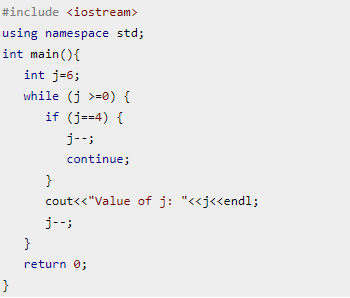 #include <iostream>
using namespace std;
int main(){
   int j=6;
   while (j >=0) {
      if (j==4) {
         j--;
         continue;
      }
      cout<<"Value of j: "<<j<<endl;
      j--;
   }
   return 0;
}